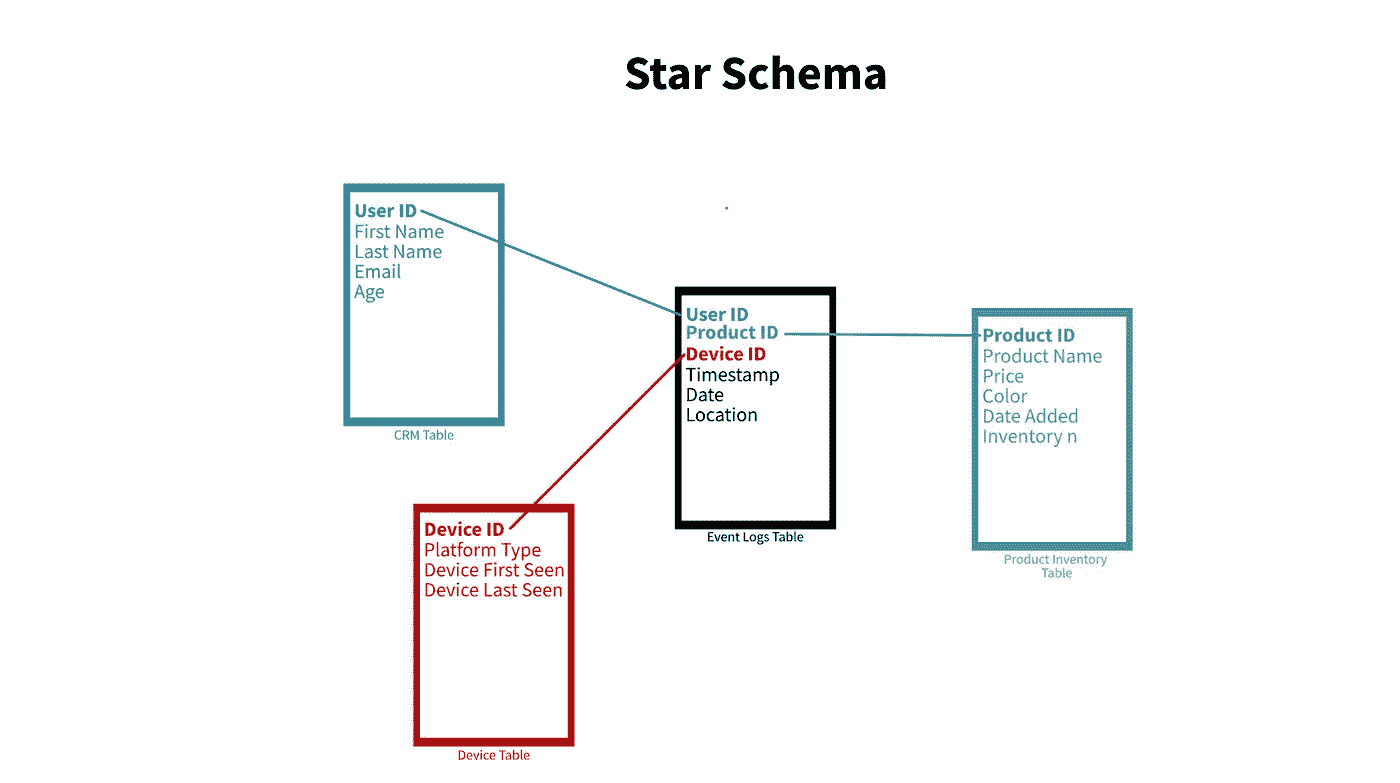 Star Schema
User ID
First Name
Last Name
Email
Age
CRM Table
User ID
Product ID
Device ID
Timestamp
Date
Location
Event Logs Table
Product ID
Product Name
Price
Color
Date Added
Inventory n
Product Inventory
Table
Device ID
Platform Type
Device First Seen
Device Last Seen
Device Table